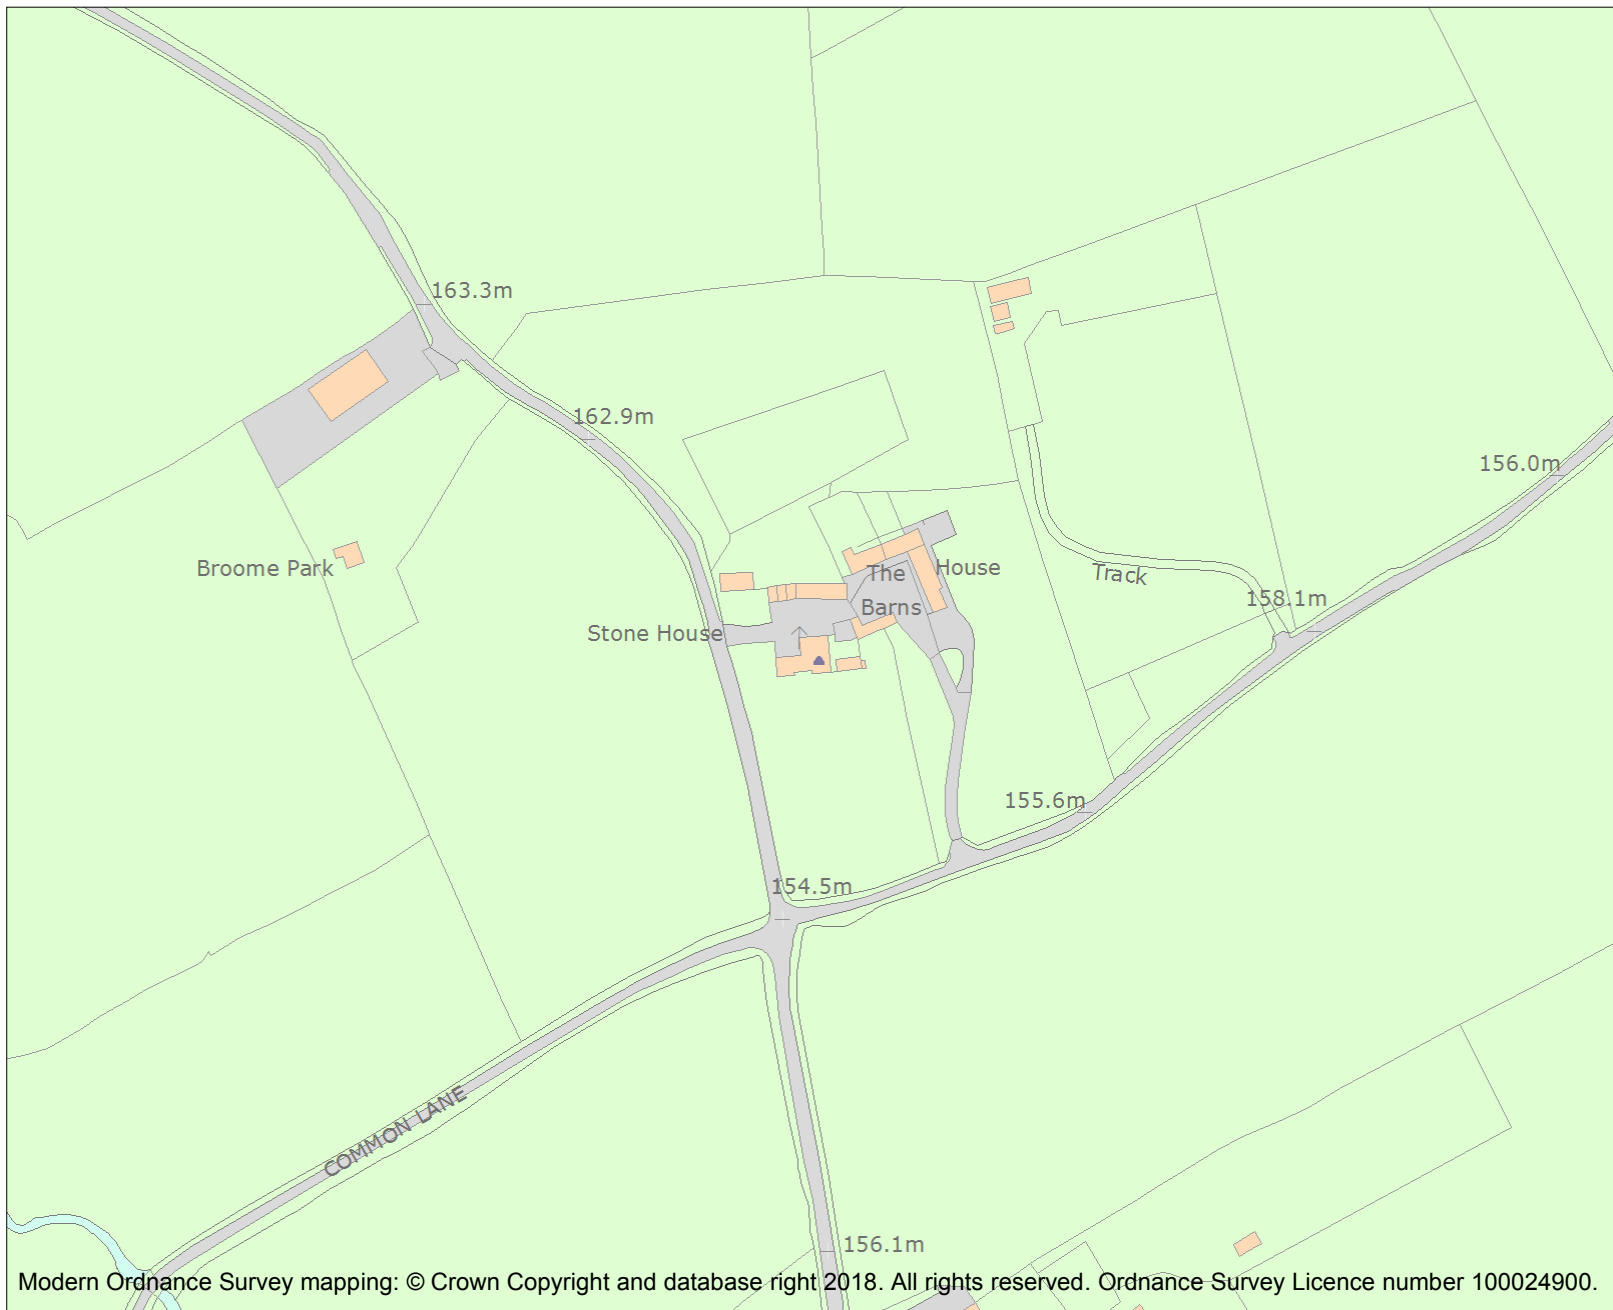 163.3m
162.9m
156.0m
Broome Park
The
Barns
House
Track
158.1m
Stone House
155.6m
154.5m
COMMON LANE
156.1m
Modern Ordnance Survey mapping: © Crown Copyright and database right 2018. All rights reserved. Ordnance Survey Licence number 100024900.